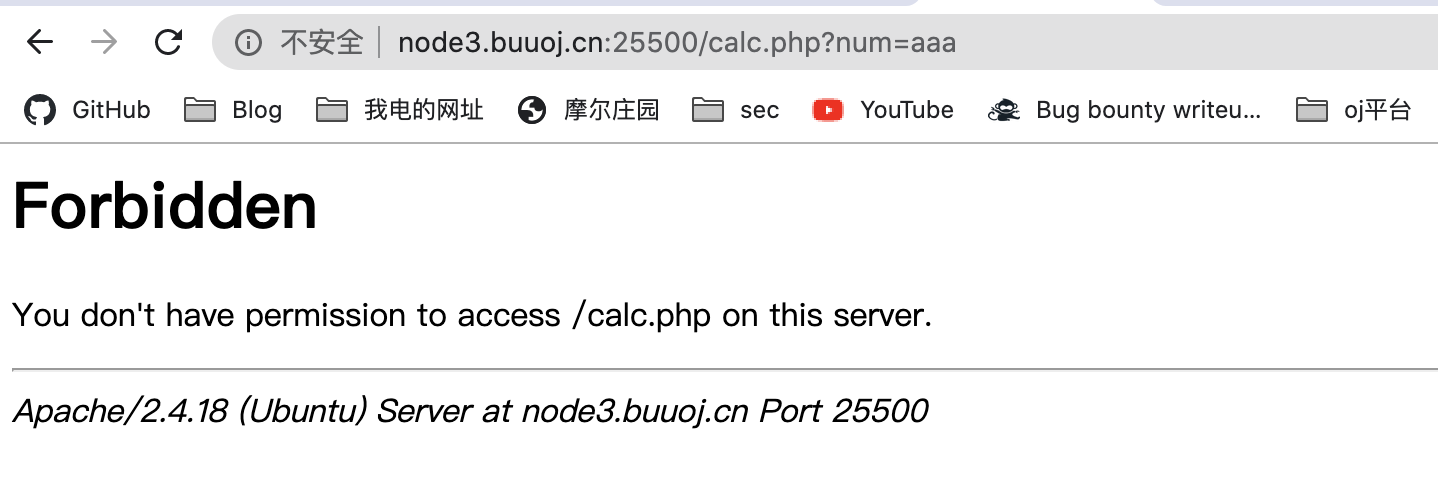 不安全 node3.buuoj.cn:25500/calc.php?num=aaa
GitHub Blog 我电的网址 摩尔庄园 sec YouTube Bug bounty writeu... oj平台
Forbidden
You don't have permission to access /calc.php on this server.
Apache/2.4.18 (Ubuntu) Server at node3.buuoj.cn Port 25500